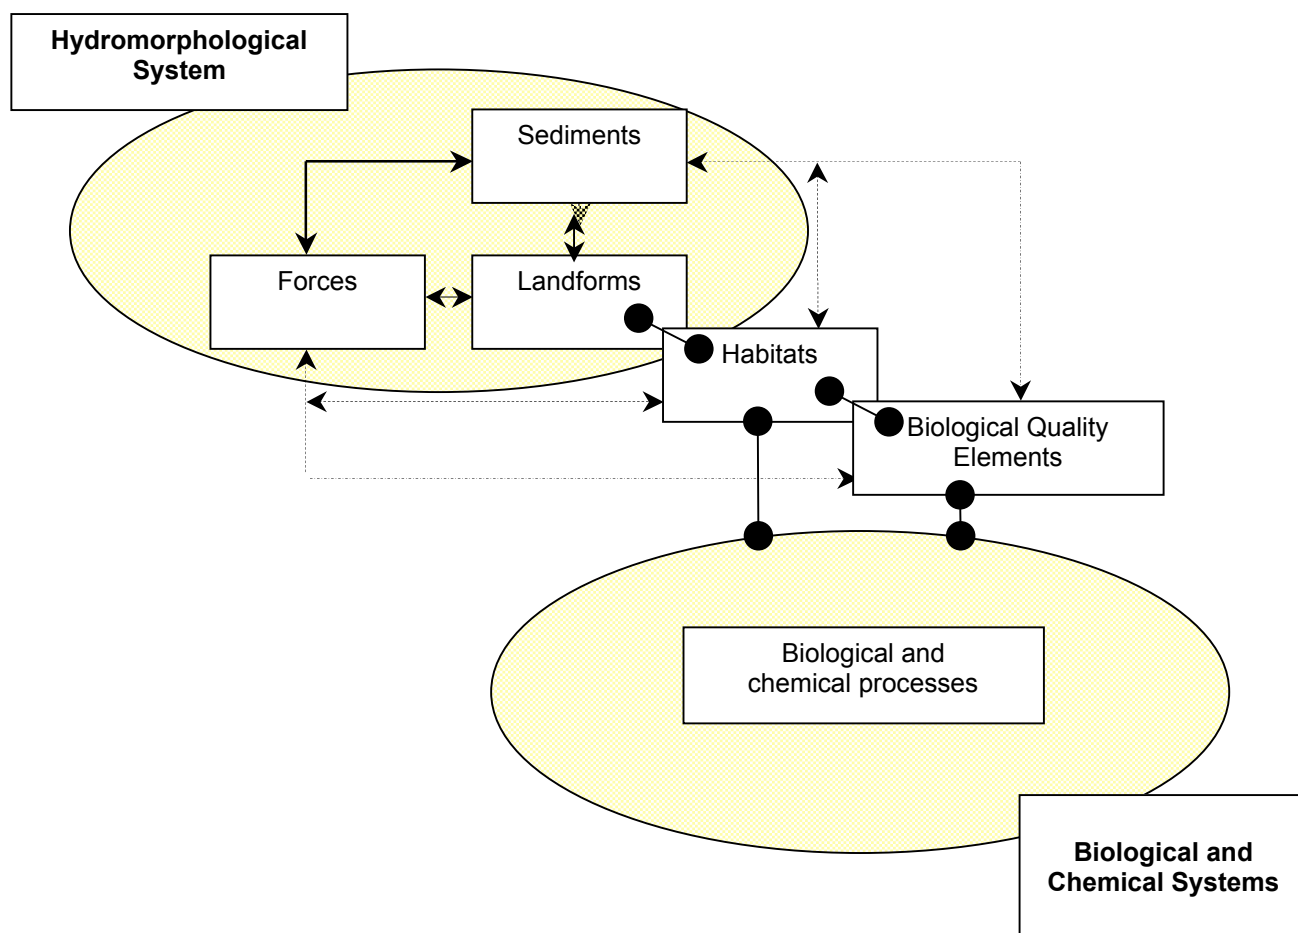 Hydromorphological
System
Sediments
Forces
Landforms
Habitats
Biological Quality
Elements
Biological and
chemical processes
Biological and
Chemical Systems